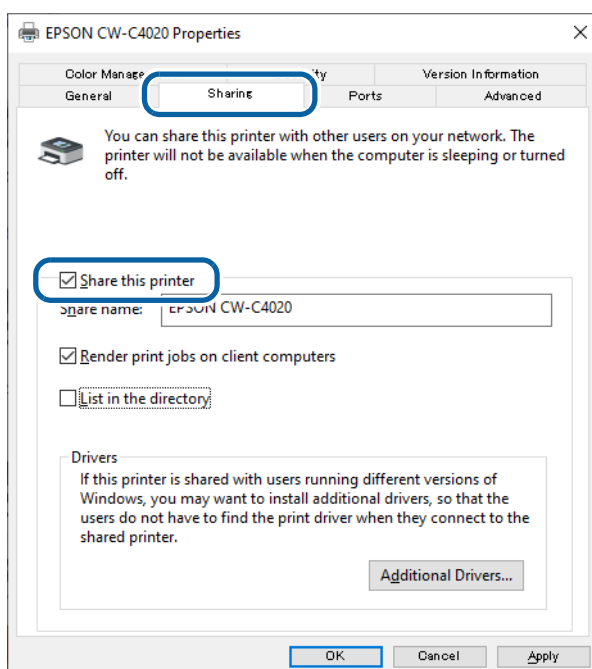 EPSON CW-C4020 Properties
Color Manage ity Version Information
General Sharing Ports Advanced
You can share this printer with other users on your network. The
printer will not be available when the computer is sleeping or turned
off.
Share this printer
Share name: EPSON CW-C4020
Render print jobs on client computers
List in the directory
Drivers
If this printer is shared with users running different versions of
Windows, you may want to install additional drivers, so that the
users do not have to find the print driver when they connect to the
shared printer.
Additional Drivers...
OK Cancel Apply